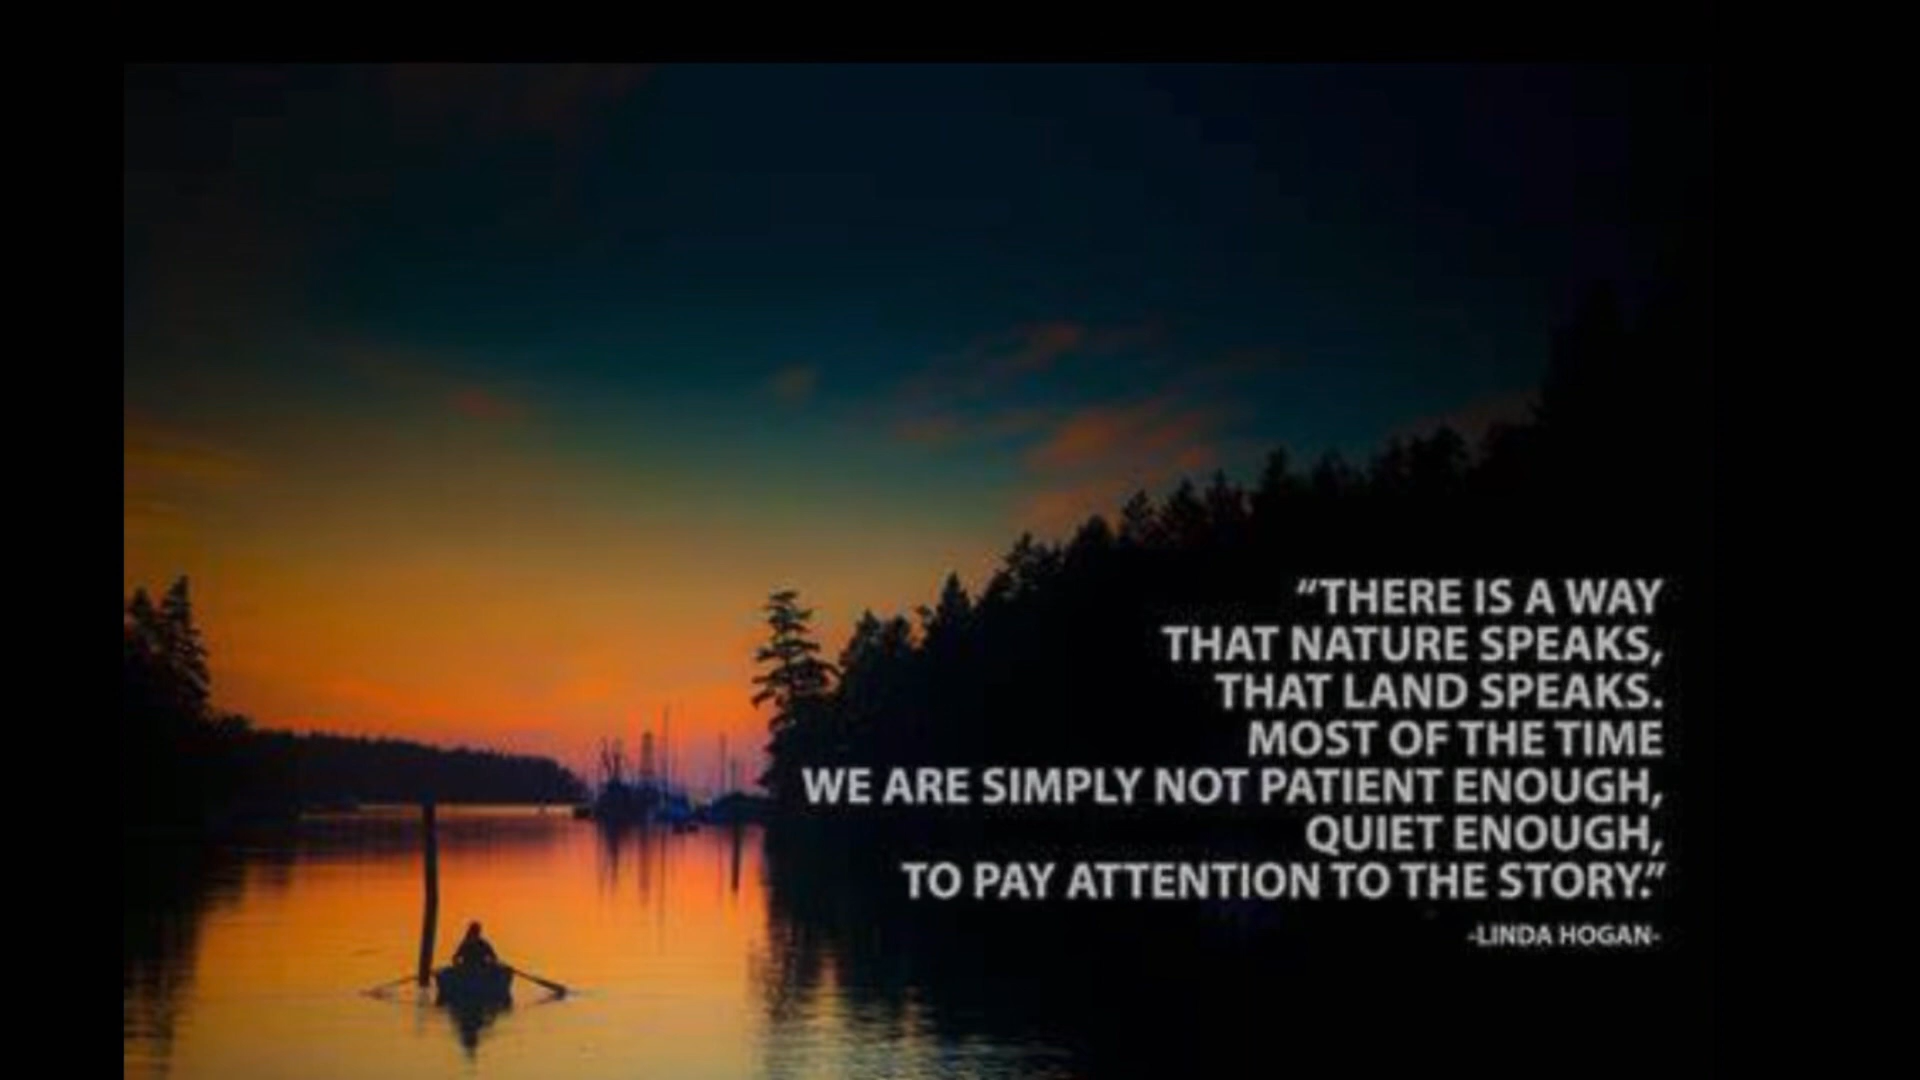 “THERE IS A WAY
THAT NATURE SPEAKS,
THAT LAND SPEAKS.
MOST OF THE TIME
WE ARE SIMPLY NOT PATIENT ENOUGH,
QUIET ENOUGH,
TO PAY ATTENTION TO THE STORY.”
-LINDA HOGAN-